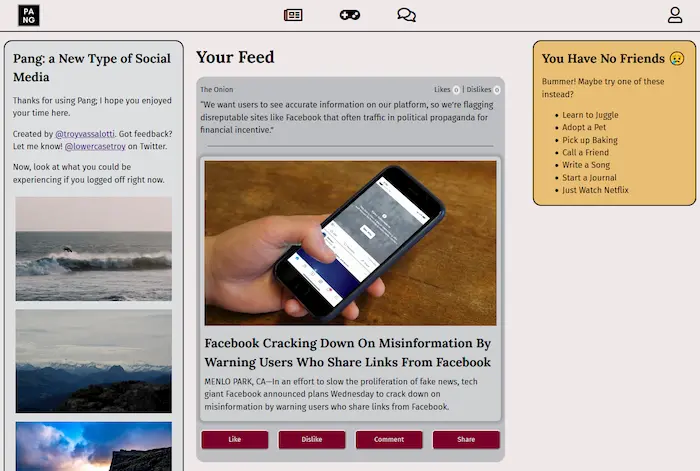 PA
NG
Pang: a New Type of Social
Media
Thanks for using Pang; I hope you enjoyed
your time here.
Created by @troyvassalotti. Got feedback?
Let me know! @lowercasetroy on Twitter.
Now, look at what you could be
experiencing if you logged off right now.
Your Feed
The Onion
Likes 0 | Dislikes 0
"We want users to see accurate information on our platform, so we're flagging
disreputable sites like Facebook that often traffic in political propaganda for
financial incentive."
Facebook Cracking Down On Misinformation By
Warning Users Who Share Links From Facebook
MENLO PARK, CA—In an effort to slow the proliferation of fake news, tech
giant Facebook announced plans Wednesday to crack down on
misinformation by warning users who share links from Facebook.
Like
Dislike
Comment
Share
You Have No Friends 😢
Bummer! Maybe try one of these
instead?
Learn to Juggle
Adopt a Pet
Pick up Baking
Call a Friend
Write a Song
Start a Journal
Just Watch Netflix